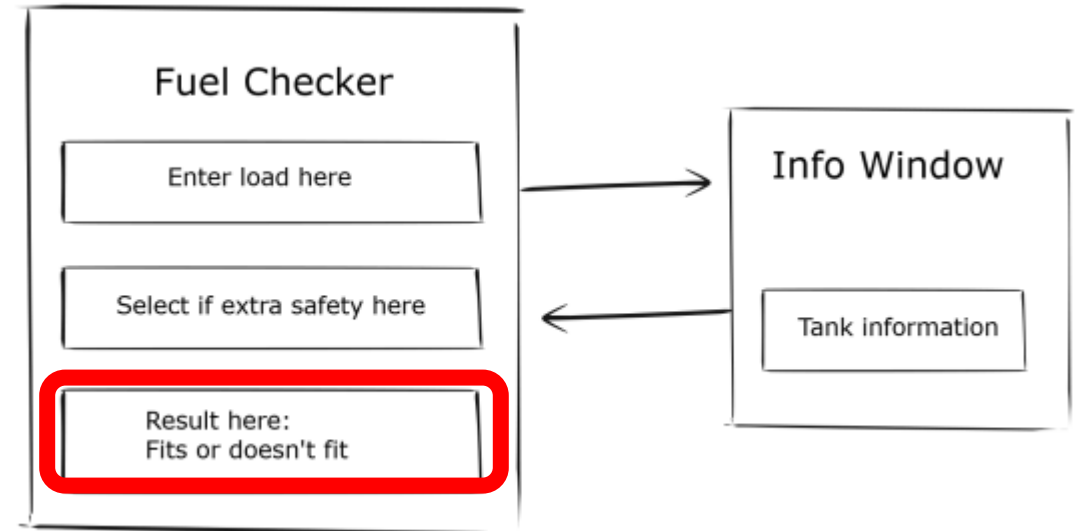 Fuel Checker
Enter load here
Select if extra safety here
Result here:
Fits or doesn't fit
Info Window
Tank information